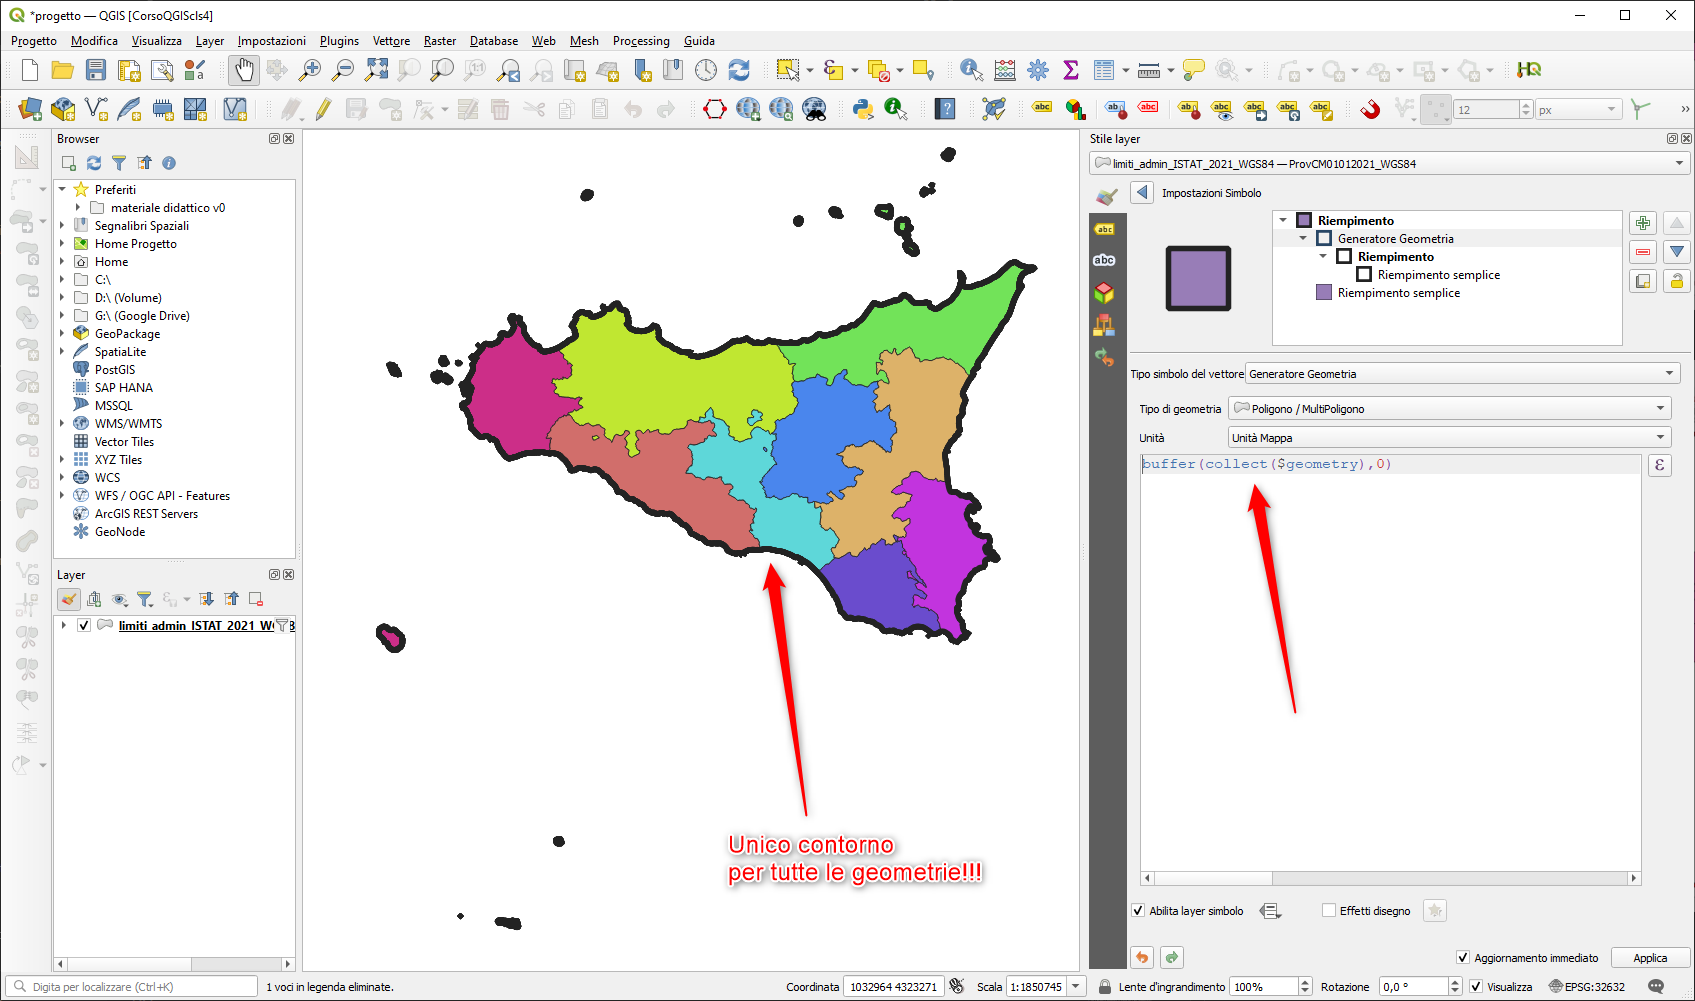 *progetto — QGIS [CorsoQGIScls4]
Progetto Modifica Visualizza Layer Impostazioni Plugins Vettore Raster Database Web Mesh Processing Guida
HQ
12 px
Browser
Preferiti
materiale didattico v0
Segnalibri Spaziali
Home Progetto
Home
C:\
D:\ (Volume)
G:\ (Google Drive)
GeoPackage
SpatiaLite
PostGIS
SAP HANA
MSSQL
WMS/WMTS
Vector Tiles
XYZ Tiles
WCS
WFS / OGC API - Features
ArcGIS REST Servers
GeoNode
Layer
limiti_admin_ISTAT_2021_W
Unico contorno
per tutte le geometrie!!!
Stile layer
limiti_admin_ISTAT_2021_WGS84 — ProvCM01012021_WGS84
Impostazioni Simbolo
Riempimento
Generatore Geometria
Riempimento
Riempimento semplice
Riempimento semplice
Tipo simbolo del vettore Generatore Geometria
Tipo di geometria Poligono / MultiPoligono
Unità Unità Mappa
buffer(collect($geometry),0)
ε
Abilita layer simbolo Effetti disegno
Aggiornamento immediato Applica
Digita per localizzare (Ctrl+K) 1 voci in legenda eliminate. Coordinata 1032964 4323271 Scala 1:1850745 Lente d'ingrandimento 100% Rotazione 0,0 ° Visualizza EPSG:32632